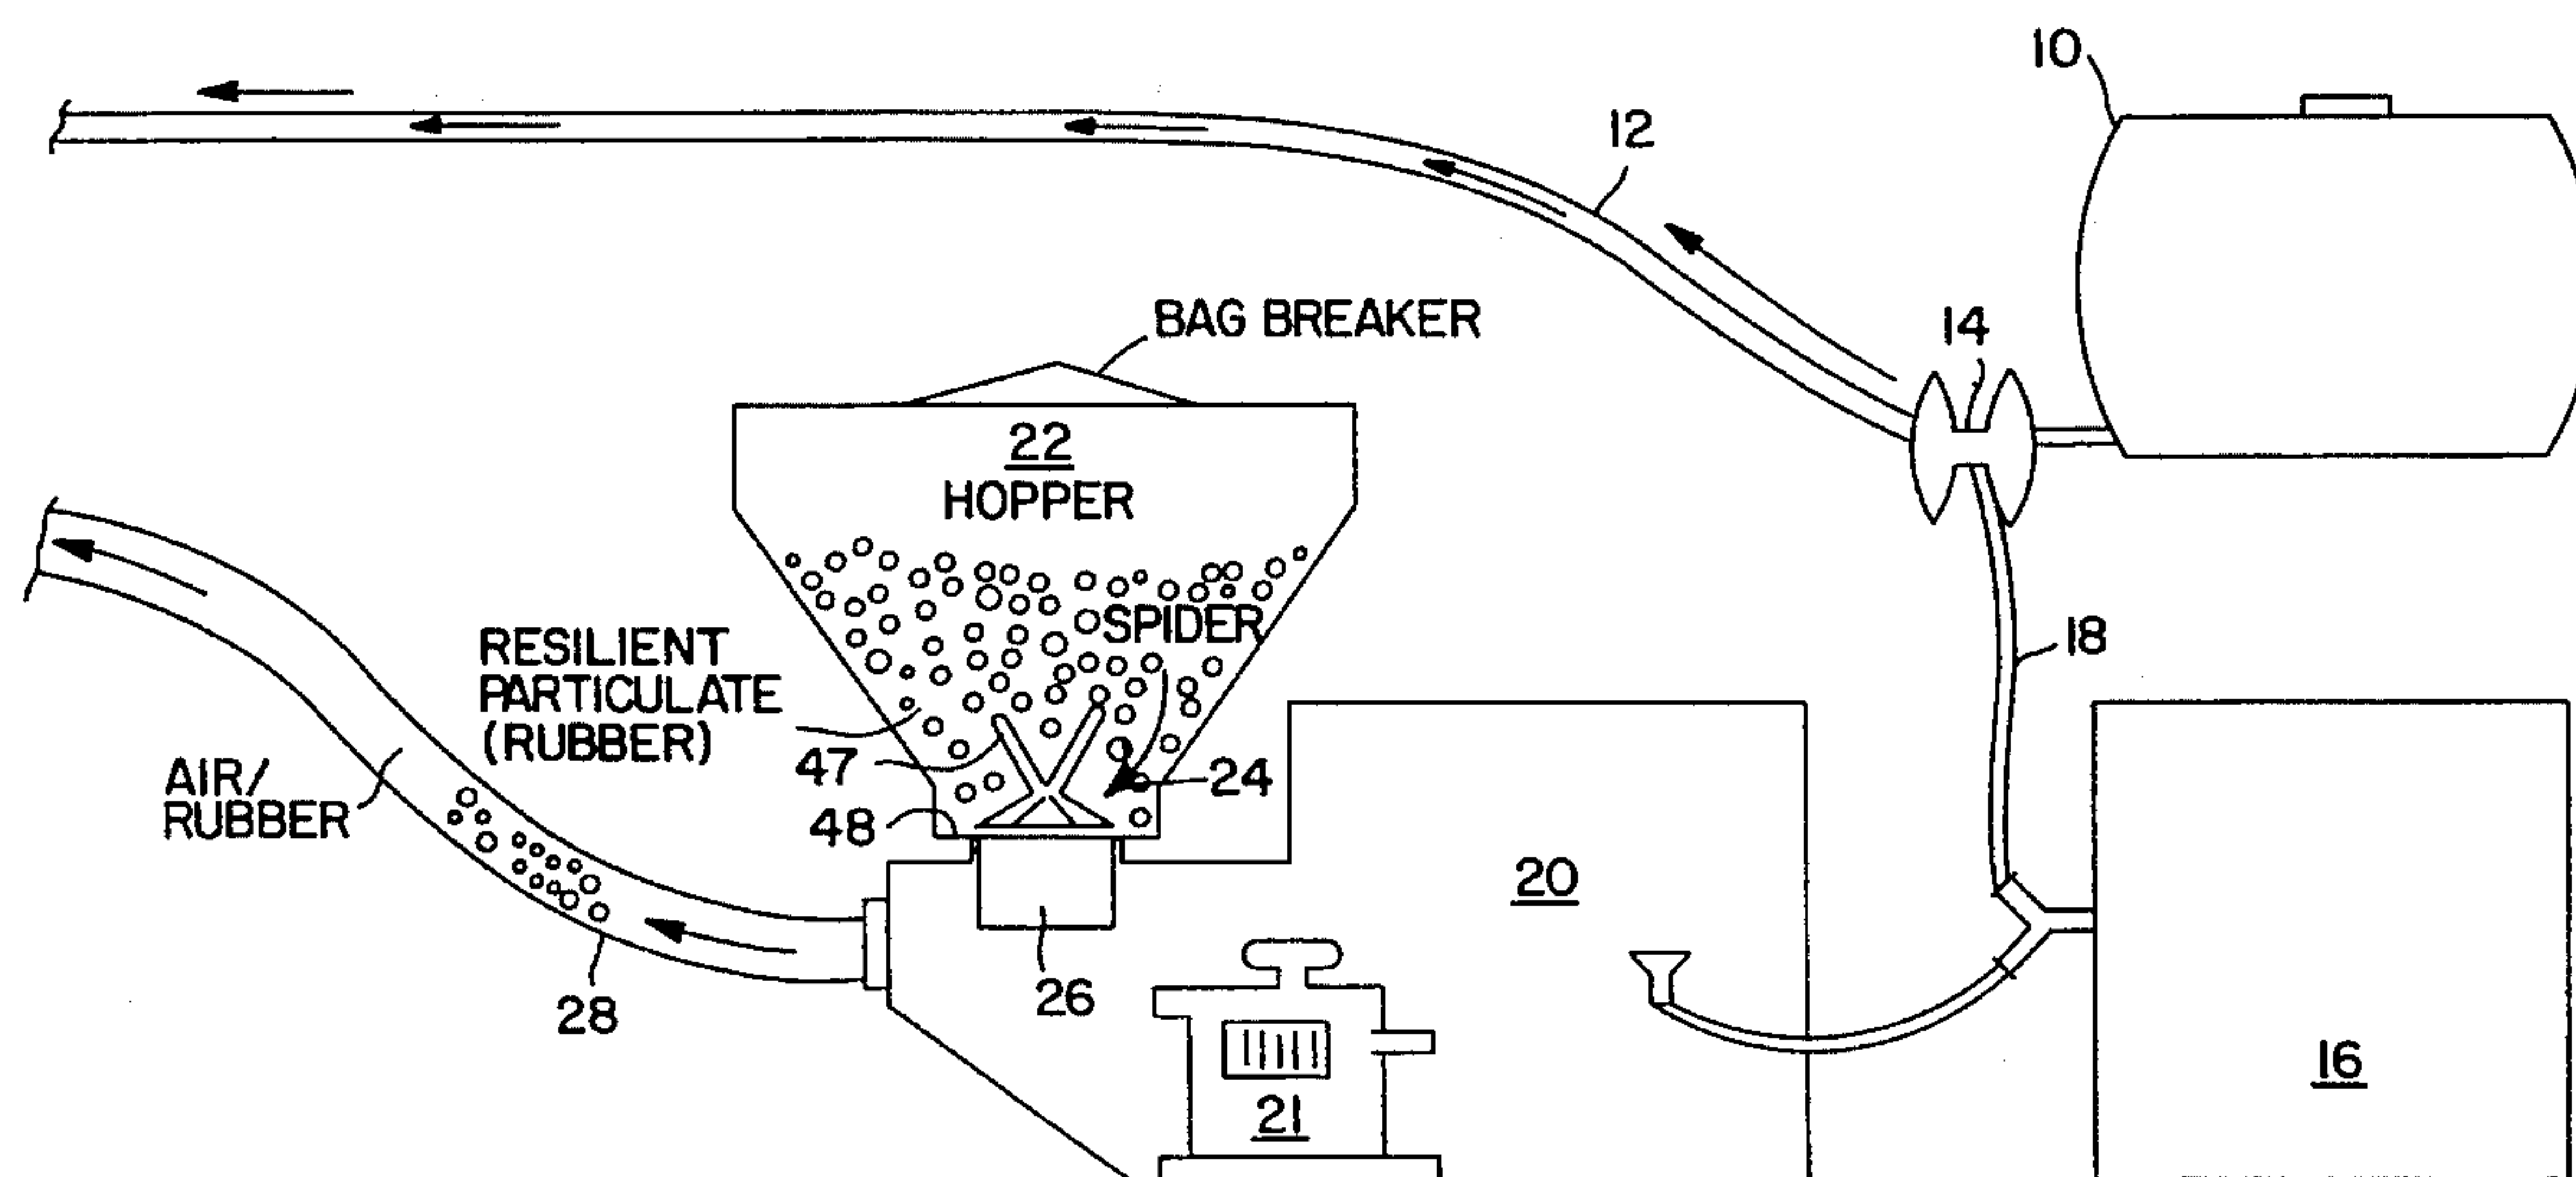 10
12
14
BAG BREAKER
22
HOPPER
SPIDER
RESILIENT
PARTICULATE
(RUBBER)
18
47
24
AIR/
RUBBER
48
20
26
28
16
21